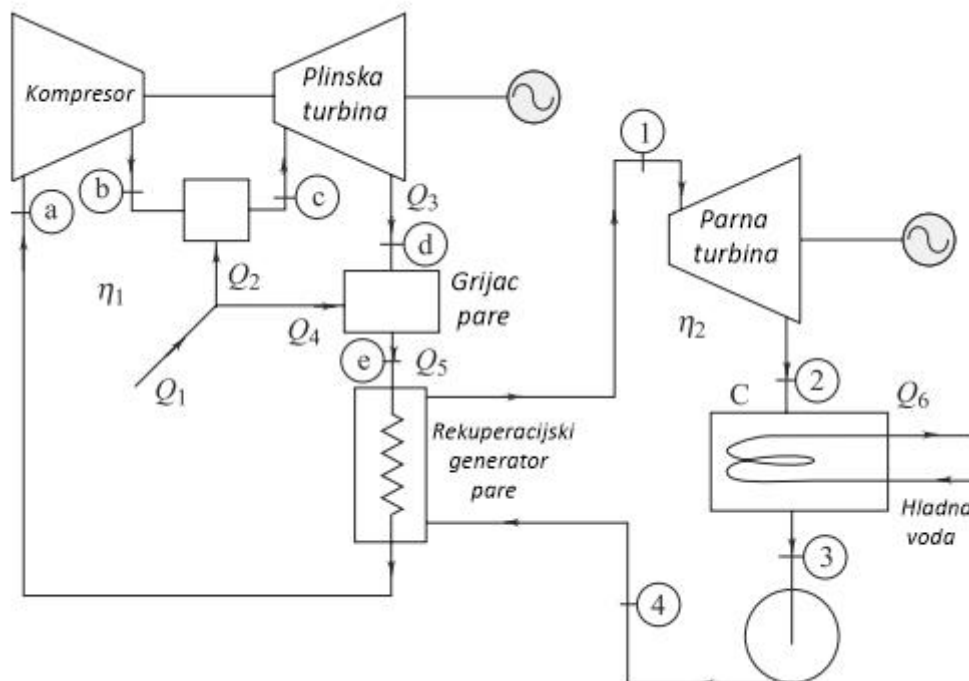 Kompresor
Plinska
turbina
a
b
c
Q3
d
η1
Q2
Q4
Grijac
pare
Q1
e
Q5
Rekuperacijski
generator
pare
1
Parna
turbina
η2
2
C
Q6
Hladna
voda
3
4